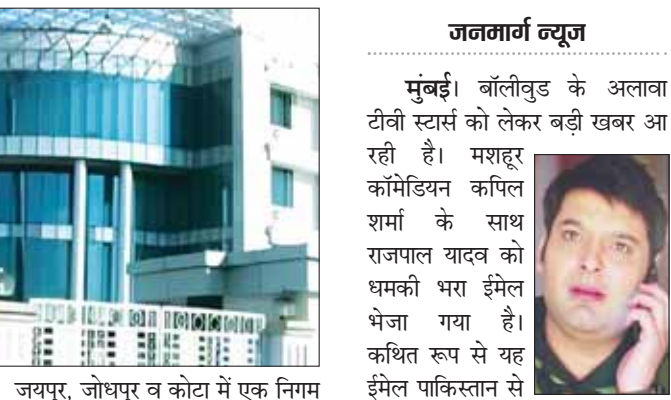 जयपुर, जोधपुर व कोटा में एक निगम
जनमार्ग न्यूज
मुंबई। बॉलीवुड के अलावा
टीवी स्टार्स को लेकर बड़ी खबर आ
रही है। मशहूर
कॉमेडियन कपिल
शर्मा के साथ
राजपाल यादव को
धमकी भरा ईमेल
भेजा गया है।
कथित रूप से यह
ईमेल पाकिस्तान से